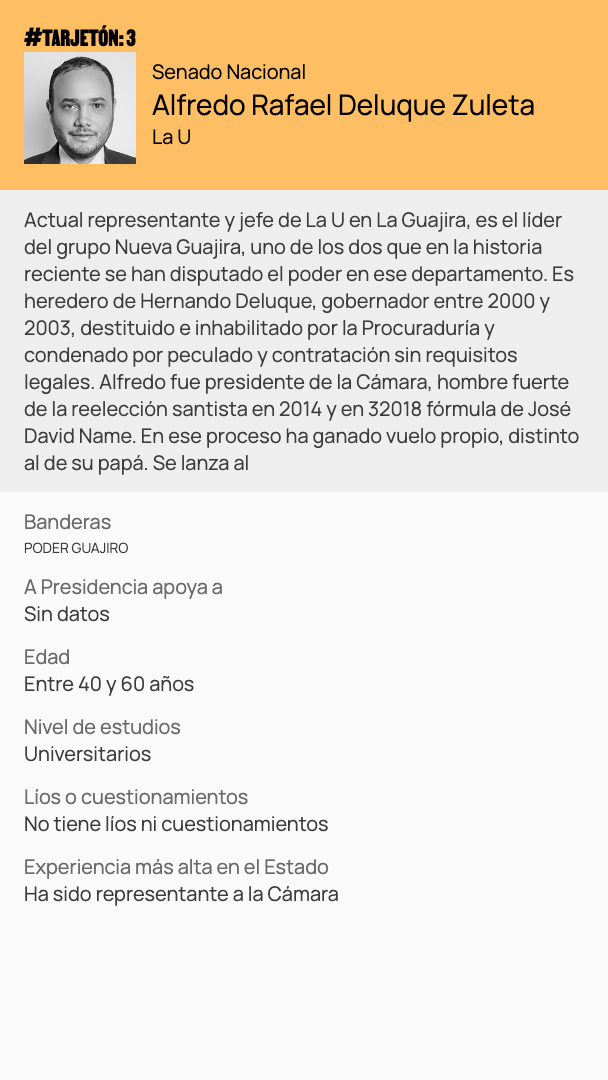 #TARJETÓN: 3
Senado Nacional
Alfredo Rafael Deluque Zuleta
La U
Actual representante y jefe de La U en La Guajira, es el líder
del grupo Nueva Guajira, uno de los dos que en la historia
reciente se han disputado el poder en ese departamento. Es
heredero de Hernando Deluque, gobernador entre 2000 y
2003, destituido e inhabilitado por la Procuraduría y
condenado por peculado y contratación sin requisitos
legales. Alfredo fue presidente de la Cámara, hombre fuerte
de la reelección santista en 2014 y en 32018 fórmula de José
David Name. En ese proceso ha ganado vuelo propio, distinto
al de su papá. Se lanza al
Banderas
PODER GUAJIRO
A Presidencia apoya a
Sin datos
Edad
Entre 40 y 60 años
Nivel de estudios
Universitarios
Líos o cuestionamientos
No tiene líos ni cuestionamientos
Experiencia más alta en el Estado
Ha sido representante a la Cámara